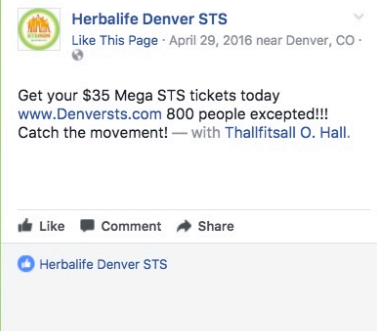 Herbalife Denver STS
Like This Page · April 29, 2016 near Denver, CO ·
Get your $35 Mega STS tickets today
www.Denversts.com 800 people excepted!!!
Catch the movement! — with Thallfitsall O. Hall.
Like Comment Share
Herbalife Denver STS